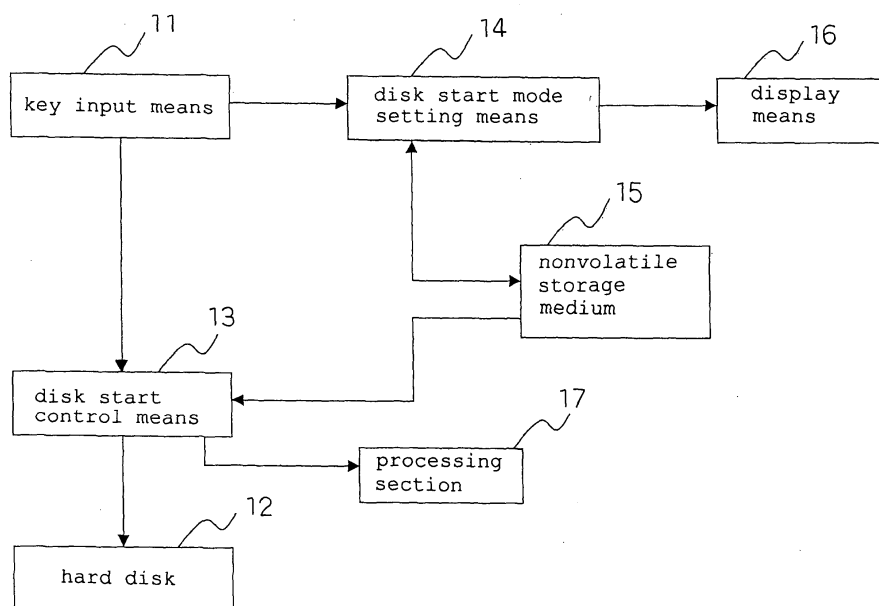 11
key input means
14
disk start mode
setting means
16
display
means
15
nonvolatile
storage
medium
13
disk start
control means
17
processing
section
12
hard disk